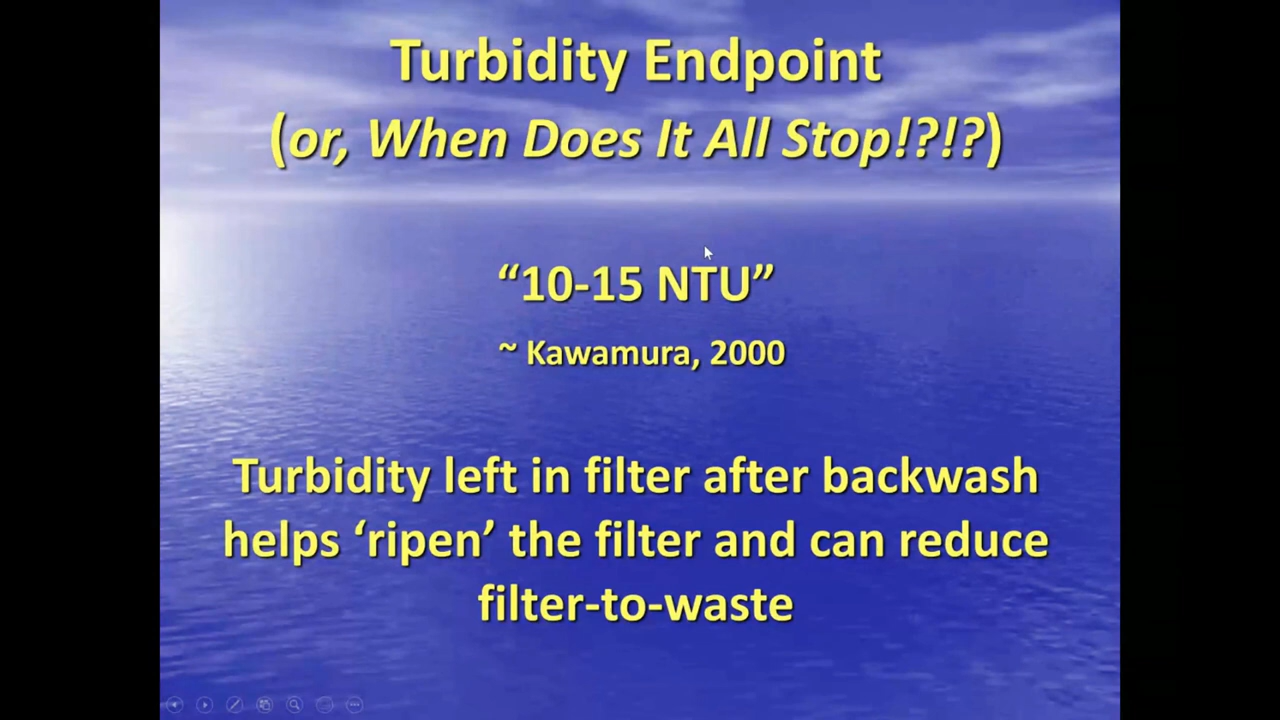 Turbidity Endpoint
(or, When Does It All Stop!?!?)
“10-15 NTU”
~ Kawamura, 2000
Turbidity left in filter after backwash
helps ‘ripen’ the filter and can reduce
filter-to-waste